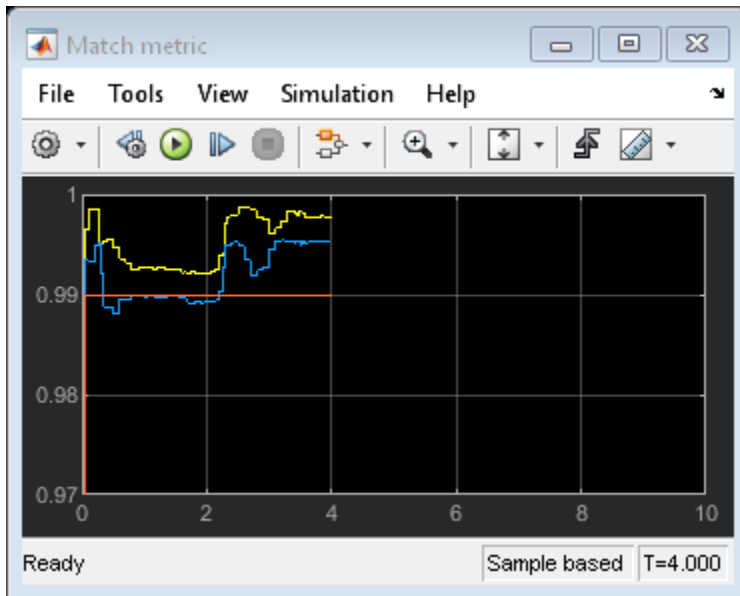 Match metric
File Tools View Simulation Help
1
0.99
0.98
0.97
0 2 4 6 8 10
Ready Sample based T=4.000